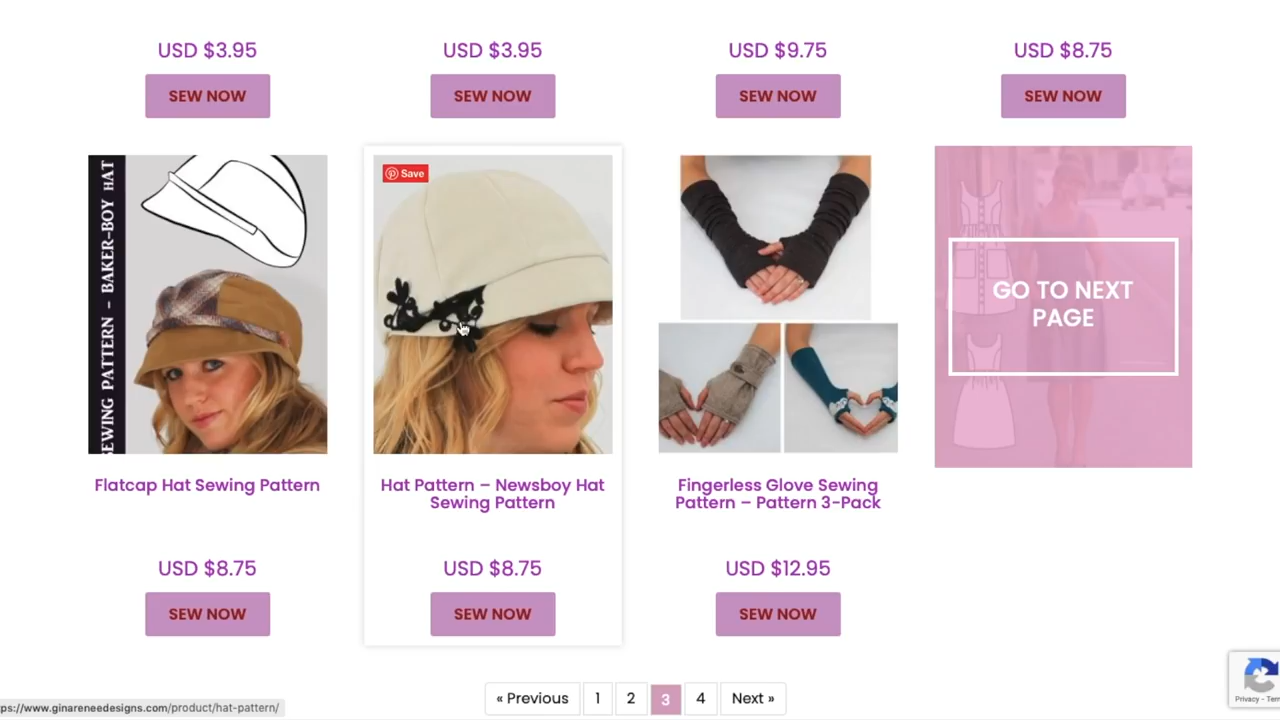 USD $3.95
USD $3.95
USD $9.75
USD $8.75
SEW NOW
SEW NOW
SEW NOW
SEW NOW
SEWING PATTERN - BAKER-BOY HAT
Save
GO TO NEXT
PAGE
Flatcap Hat Sewing Pattern
Hat Pattern – Newsboy Hat
Sewing Pattern
Fingerless Glove Sewing
Pattern – Pattern 3-Pack
USD $8.75
USD $8.75
USD $12.95
SEW NOW
SEW NOW
SEW NOW
« Previous
1
2
3
4
Next »
ps://www.ginareneedesigns.com/product/hat-pattern/
Privacy - Tern